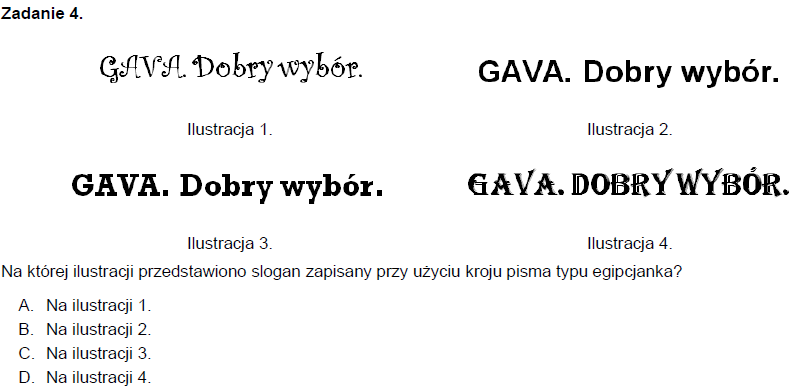 Zadanie 4.
GAVA. Dobry wybór.
GAVA. Dobry wybór.
Ilustracja 1.
Ilustracja 2.
GAVA. Dobry wybór.
GAVA. DOBRY WYBÓR.
Ilustracja 3.
Ilustracja 4.
Na której ilustracji przedstawiono slogan zapisany przy użyciu kroju pisma typu egipcjanka?
A. Na ilustracji 1.
B. Na ilustracji 2.
C. Na ilustracji 3.
D. Na ilustracji 4.